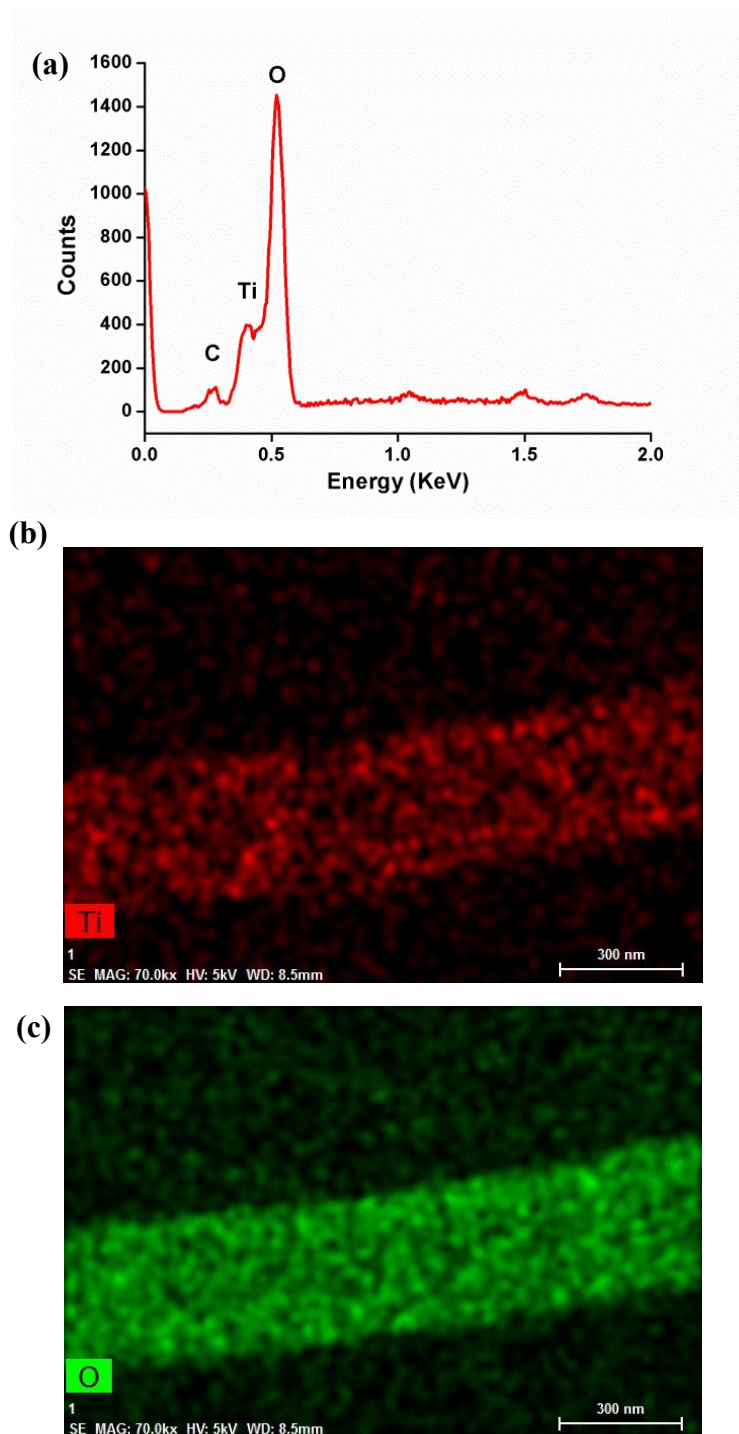 (a)
1600
1400
1200
1000
800
600
400
200
0
Counts
O
Ti
C
0.0 0.5 1.0 1.5 2.0
Energy (KeV)
(b)
Ti
1
300 nm
SE MAG: 70.0kx HV: 5kV WD: 8.5mm
(c)
O
1
300 nm
SE MAG: 70.0kx HV: 5kV WD: 8.5mm